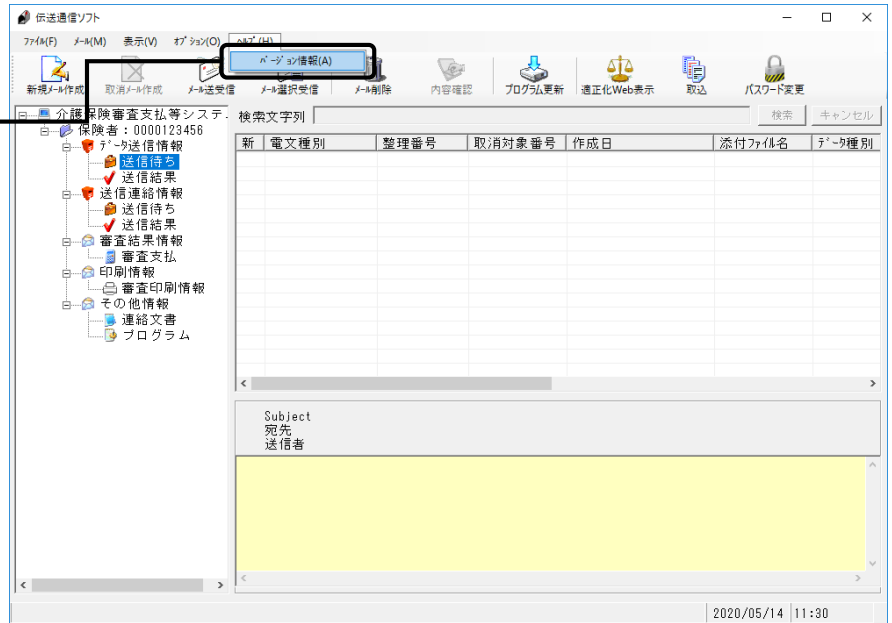 伝送通信ソフト
ﾌｧｲﾙ(F) ﾒｰﾙ(M) 表示(V) ｵﾌﾟｼｮﾝ(O) ﾍﾙﾌﾟ(H)
ﾊﾞｰｼﾞｮﾝ情報(A)
新規ﾒｰﾙ作成 取消ﾒｰﾙ作成 ﾒｰﾙ送受信 ﾒｰﾙ選択受信 ﾒｰﾙ削除 内容確認 ﾌﾟﾛｸﾞﾗﾑ更新 適正化Web表示 取込 ﾊﾟｽﾜｰﾄﾞ変更
介護保険審査支払等システ
保険者：0000123456
ﾃﾞｰﾀ送信情報
送信待ち
送信結果
送信連絡情報
送信待ち
送信結果
審査結果情報
審査支払
印刷情報
審査印刷情報
その他情報
連絡文書
プログラム
検索文字列 検索 キャンセル
新 電文種別 整理番号 取消対象番号 作成日 添付ﾌｧｲﾙ名 ﾃﾞｰﾀ種別
Subject
宛先
送信者
2020/05/14 11:30